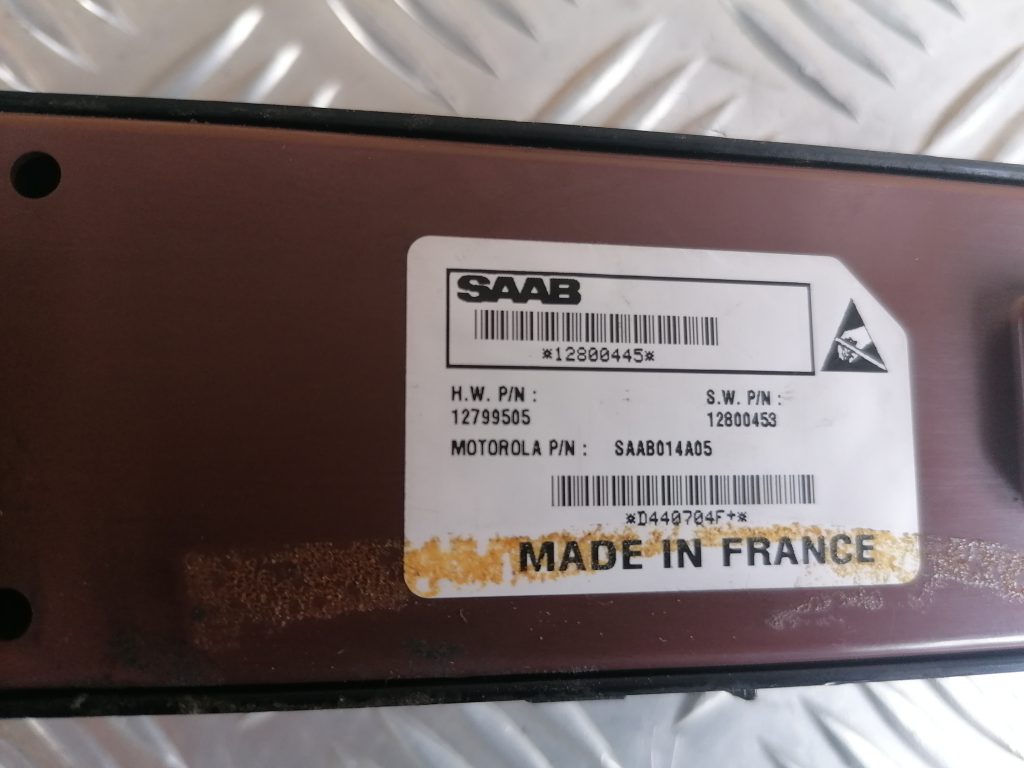 SAAB
*12800445*
H.W. P/N : S.W. P/N :
12799505 12800453
MOTOROLA P/N : SAAB014A05
*D440704F+*
MADE IN FRANCE